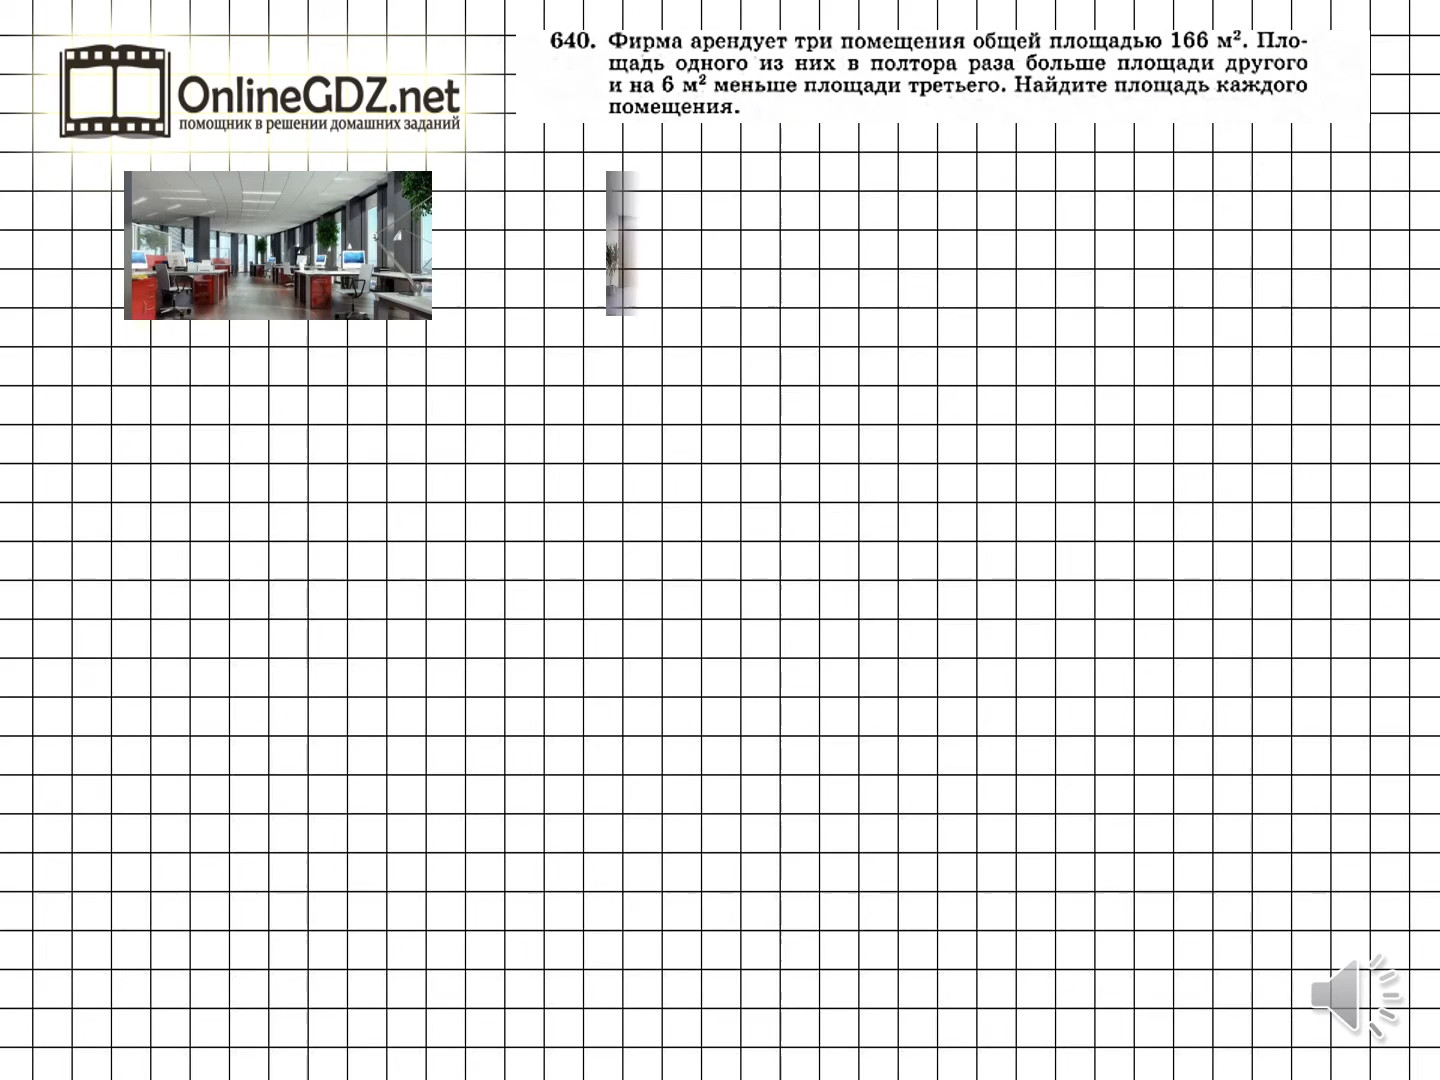 OnlineGDZ.net
помощник в решении домашних заданий
640. Фирма арендует три помещения общей площадью 166 м². Пло-
щадь одного из них в полтора раза больше площади другого
и на 6 м² меньше площади третьего. Найдите площадь каждого
помещения.